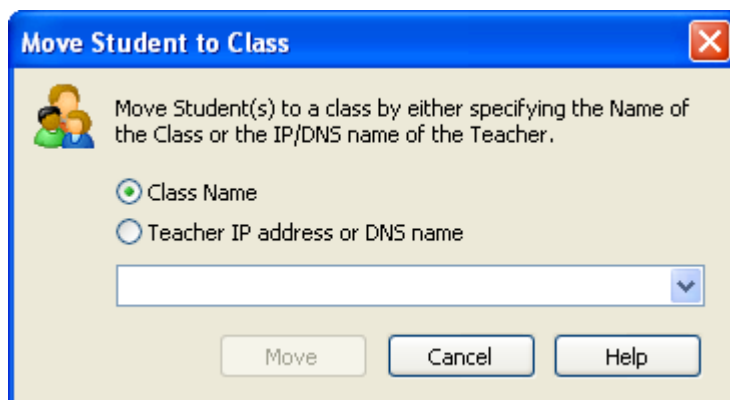 Move Student to Class
Move Student(s) to a class by either specifying the Name of
the Class or the IP/DNS name of the Teacher.
Class Name
Teacher IP address or DNS name
Move
Cancel
Help